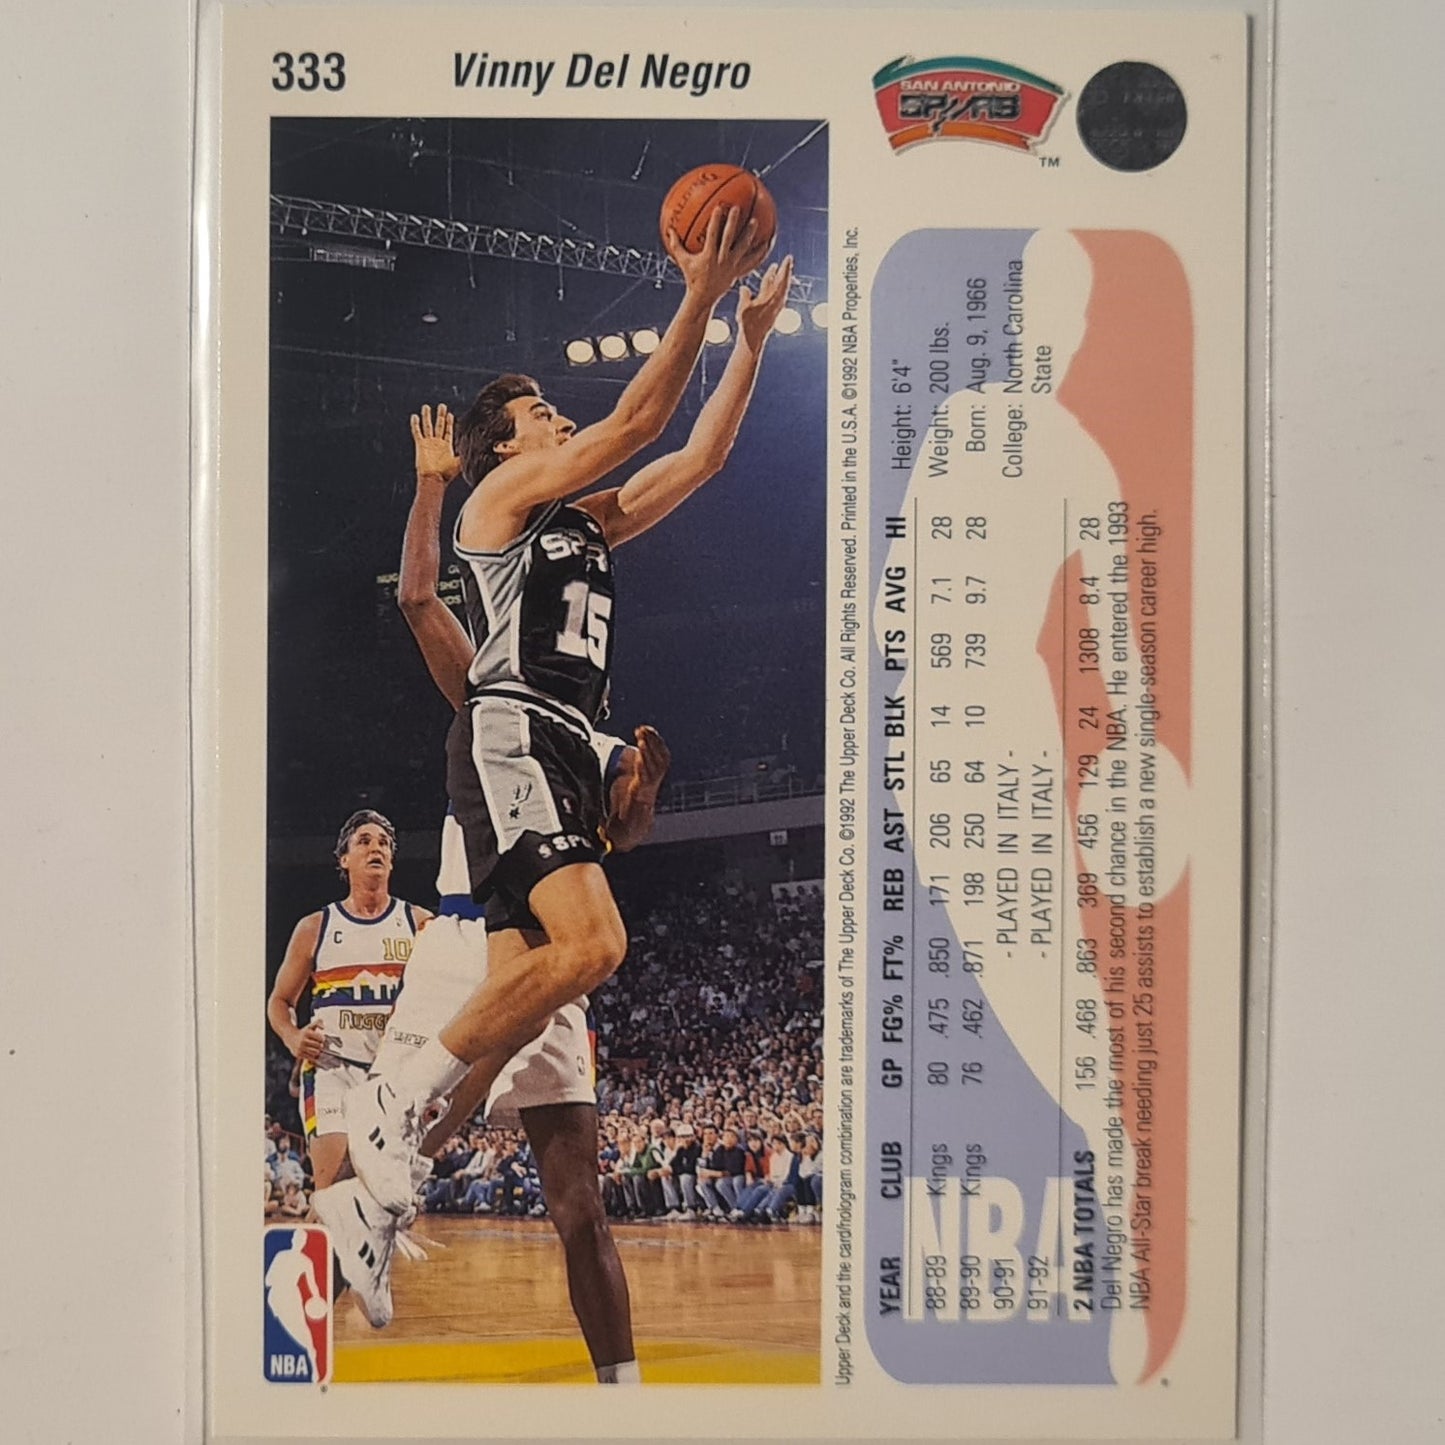 333
Vinny Del Negro
SAN ANTONIO
SPURS
TM
SPALDING
SPUR
15
SPU
C
10
NUGGE
NBA
®
Upper Deck and the card/hologram combination are trademarks of The Upper Deck Co. ©1992 The Upper Deck Co. All Rights Reserved. Printed in the U.S.A. ©1992 NBA Properties, Inc.
Height: 6'4"
Weight: 200 lbs.
Born: Aug. 9, 1966
College: North Carolina
State
YEAR CLUB GP FG% FT% REB AST STL BLK PTS AVG HI
88-89 Kings 80 .475 .850 171 206 65 14 569 7.1 28
89-90 Kings 76 .462 .871 198 250 64 10 739 9.7 28
90-91 - PLAYED IN ITALY -
91-92 - PLAYED IN ITALY -
2 NBA TOTALS 156 .468 .863 369 456 129 24 1308 8.4 28
Del Negro has made the most of his second chance in the NBA. He entered the 1993
NBA All-Star break needing just 25 assists to establish a new single-season career high.
NBA
®